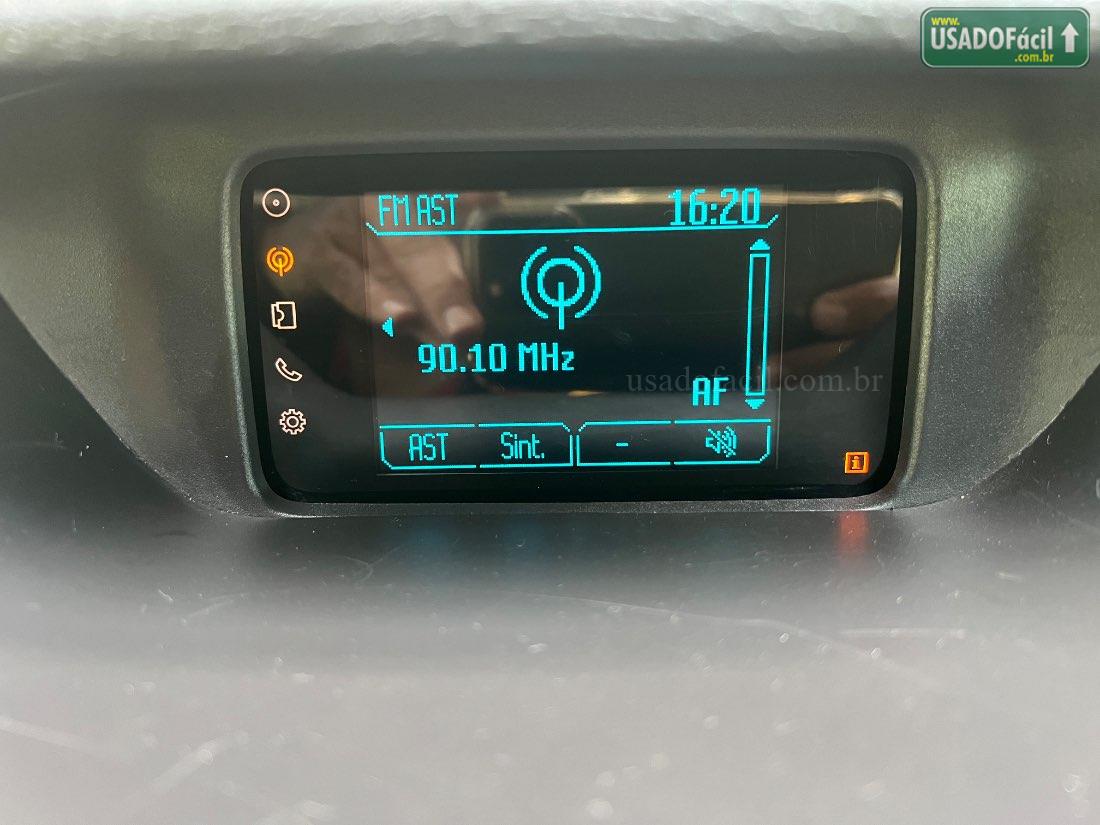 www.
USADOFácil
.com.br
FM AST 16:20
90.10 MHz
usadofacil.com.br
AF
AST Sint. -
i